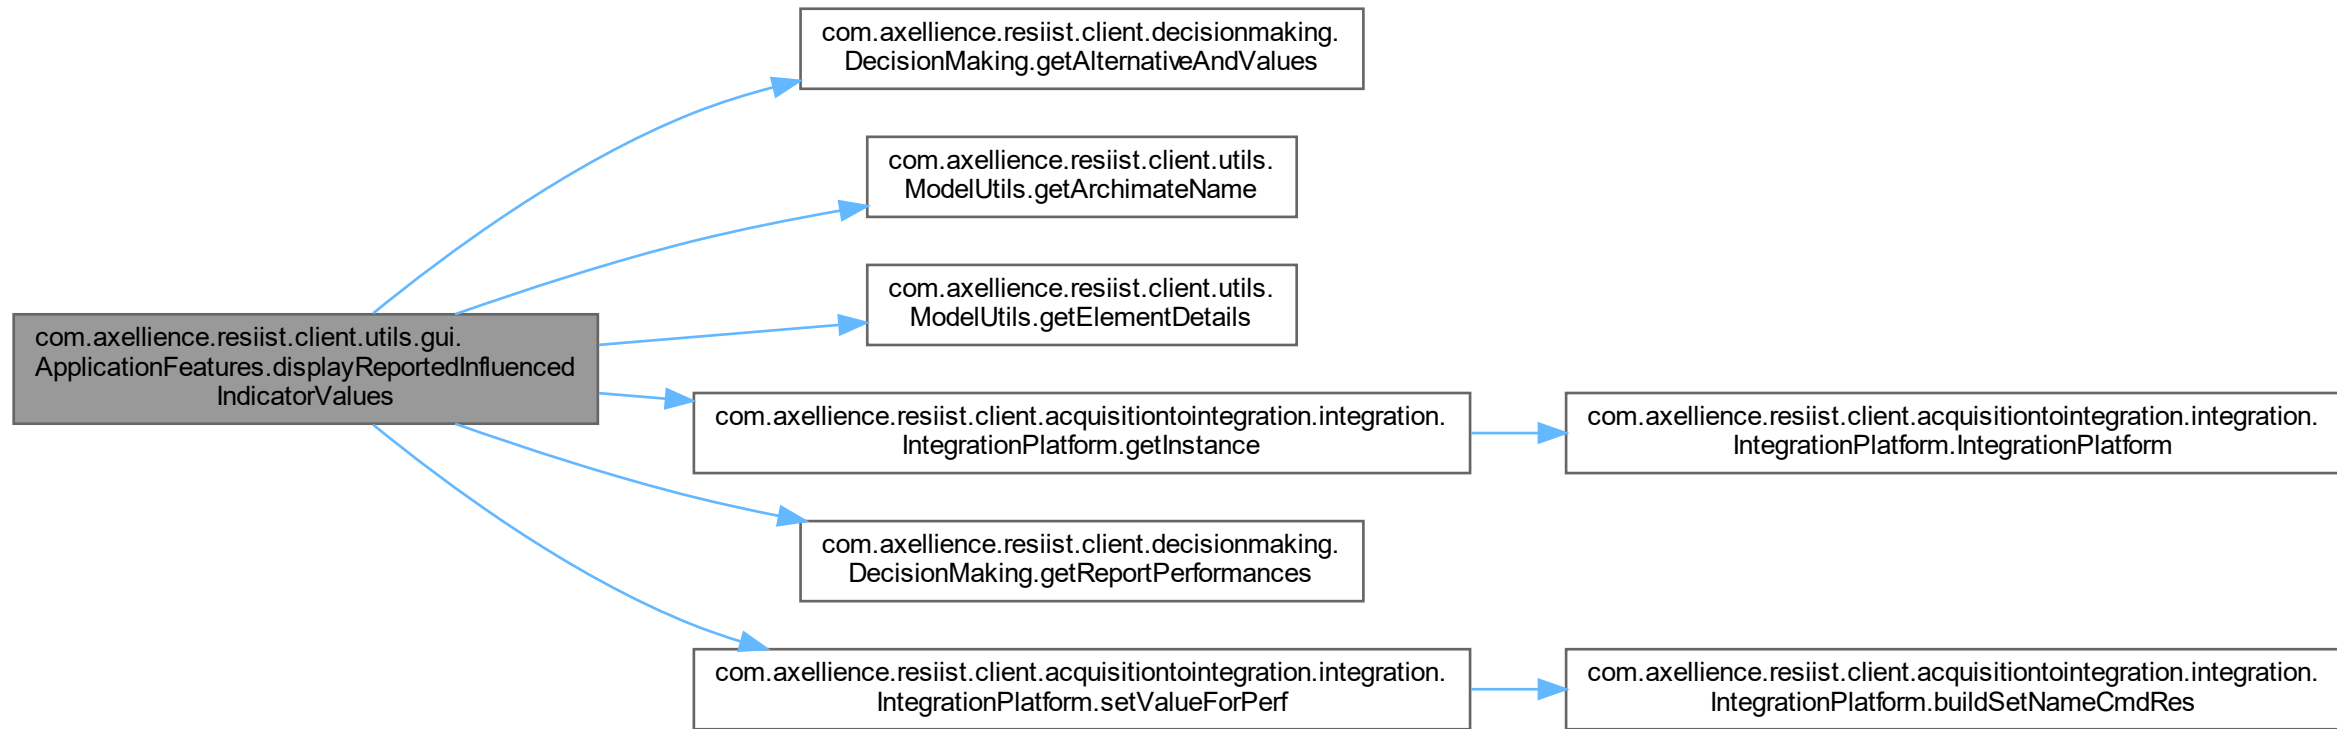 com.axellience.resiist.client.decisionmaking.
DecisionMaking.getAlternativeAndValues
com.axellience.resiist.client.utils.
ModelUtils.getArchimateName
com.axellience.resiist.client.utils.
ModelUtils.getElementDetails
com.axellience.resiist.client.utils.gui.
ApplicationFeatures.displayReportedInfluenced
IndicatorValues
com.axellience.resiist.client.acquisitiontointegration.integration.
IntegrationPlatform.getInstance
com.axellience.resiist.client.acquisitiontointegration.integration.
IntegrationPlatform.IntegrationPlatform
com.axellience.resiist.client.decisionmaking.
DecisionMaking.getReportPerformances
com.axellience.resiist.client.acquisitiontointegration.integration.
IntegrationPlatform.setValueForPerf
com.axellience.resiist.client.acquisitiontointegration.integration.
IntegrationPlatform.buildSetNameCmdRes